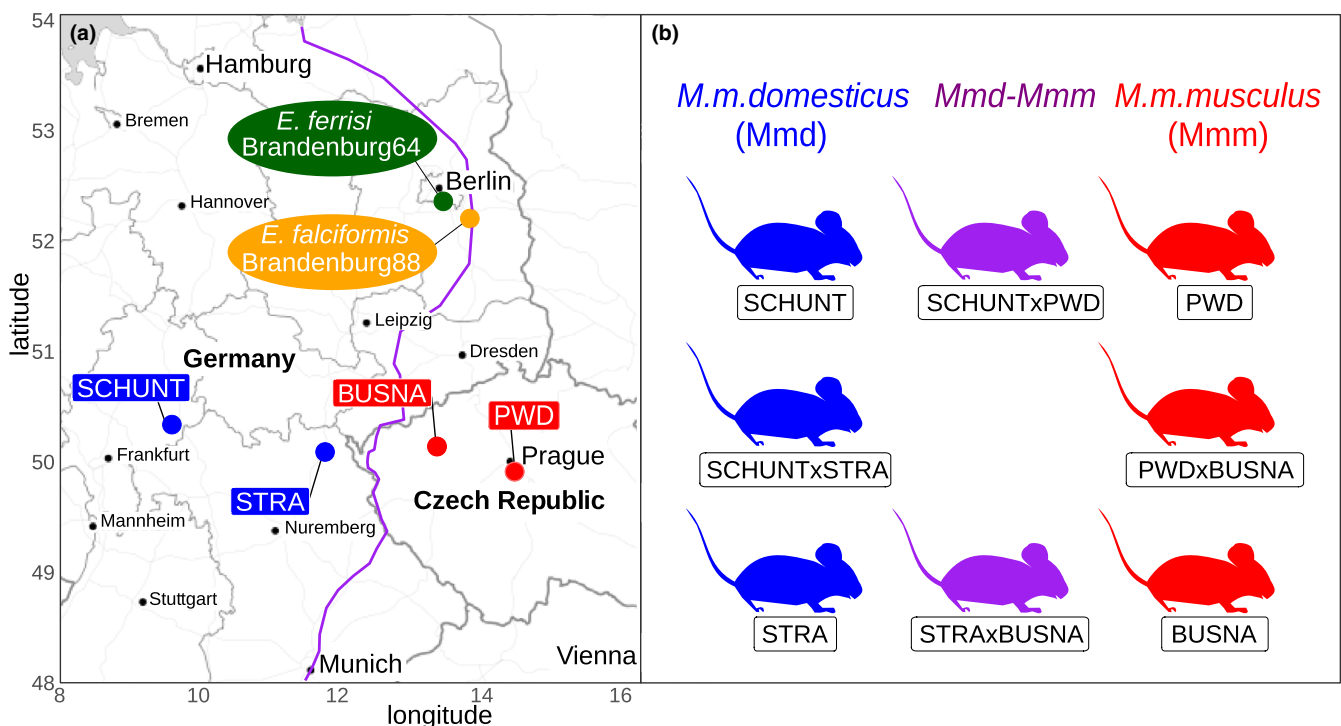 (a)
54
53
52
51
50
49
48
latitude
8
10
12
14
16
longitude
Hamburg
Bremen
E. ferrisi
Brandenburg64
Berlin
Hannover
E. falciformis
Brandenburg88
Leipzig
Dresden
Germany
SCHUNT
BUSNA
PWD
Frankfurt
Prague
STRA
Czech Republic
Mannheim
Nuremberg
Stuttgart
Munich
Vienna
(b)
M.m.domesticus
(Mmd)
Mmd-Mmm
M.m.musculus
(Mmm)
SCHUNT
SCHUNTxPWD
PWD
SCHUNTxSTRA
PWDxBUSNA
STRA
STRAxBUSNA
BUSNA